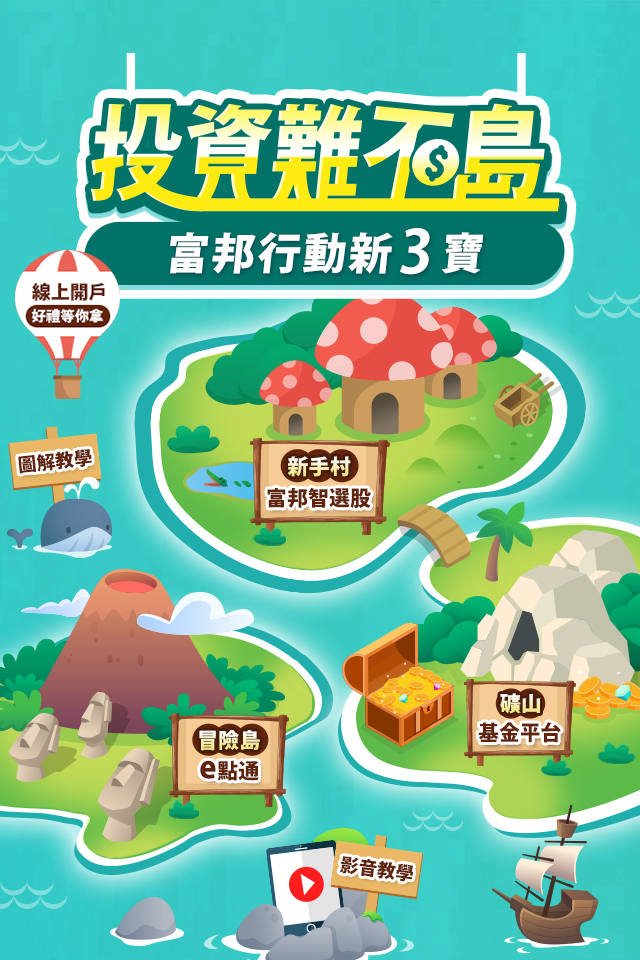 投資難不島
富邦行動新3寶
線上開戶
好禮等你拿
圖解教學
新手村
富邦智選股
礦山
基金平台
冒險島
e點通
影音教學